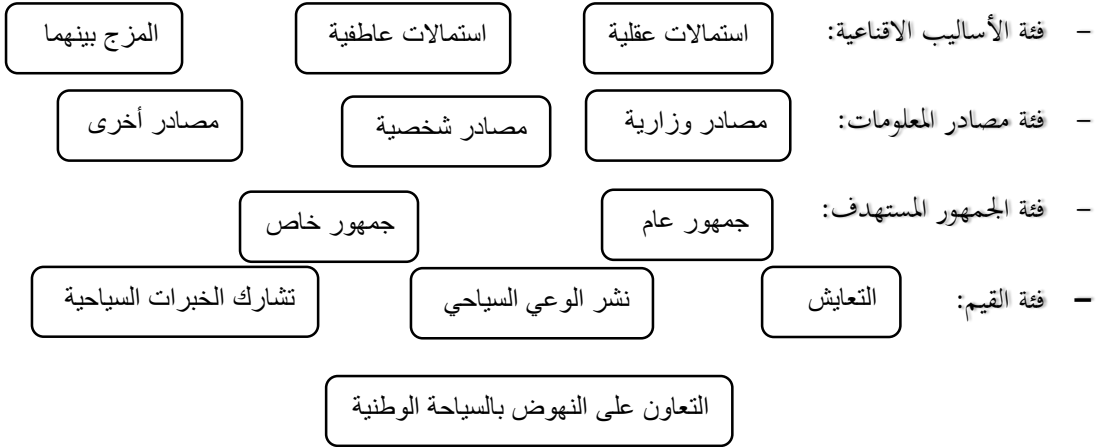 - فئة الأساليب الاقناعية: استمالات عقلية استمالات عاطفية المزج بينهما
- فئة مصادر المعلومات: مصادر وزارية مصادر شخصية مصادر أخرى
- فئة الجمهور المستهدف: جمهور عام جمهور خاص
- فئة القيم: التعايش نشر الوعي السياحي تشارك الخبرات السياحية
التعاون على النهوض بالسياحة الوطنية